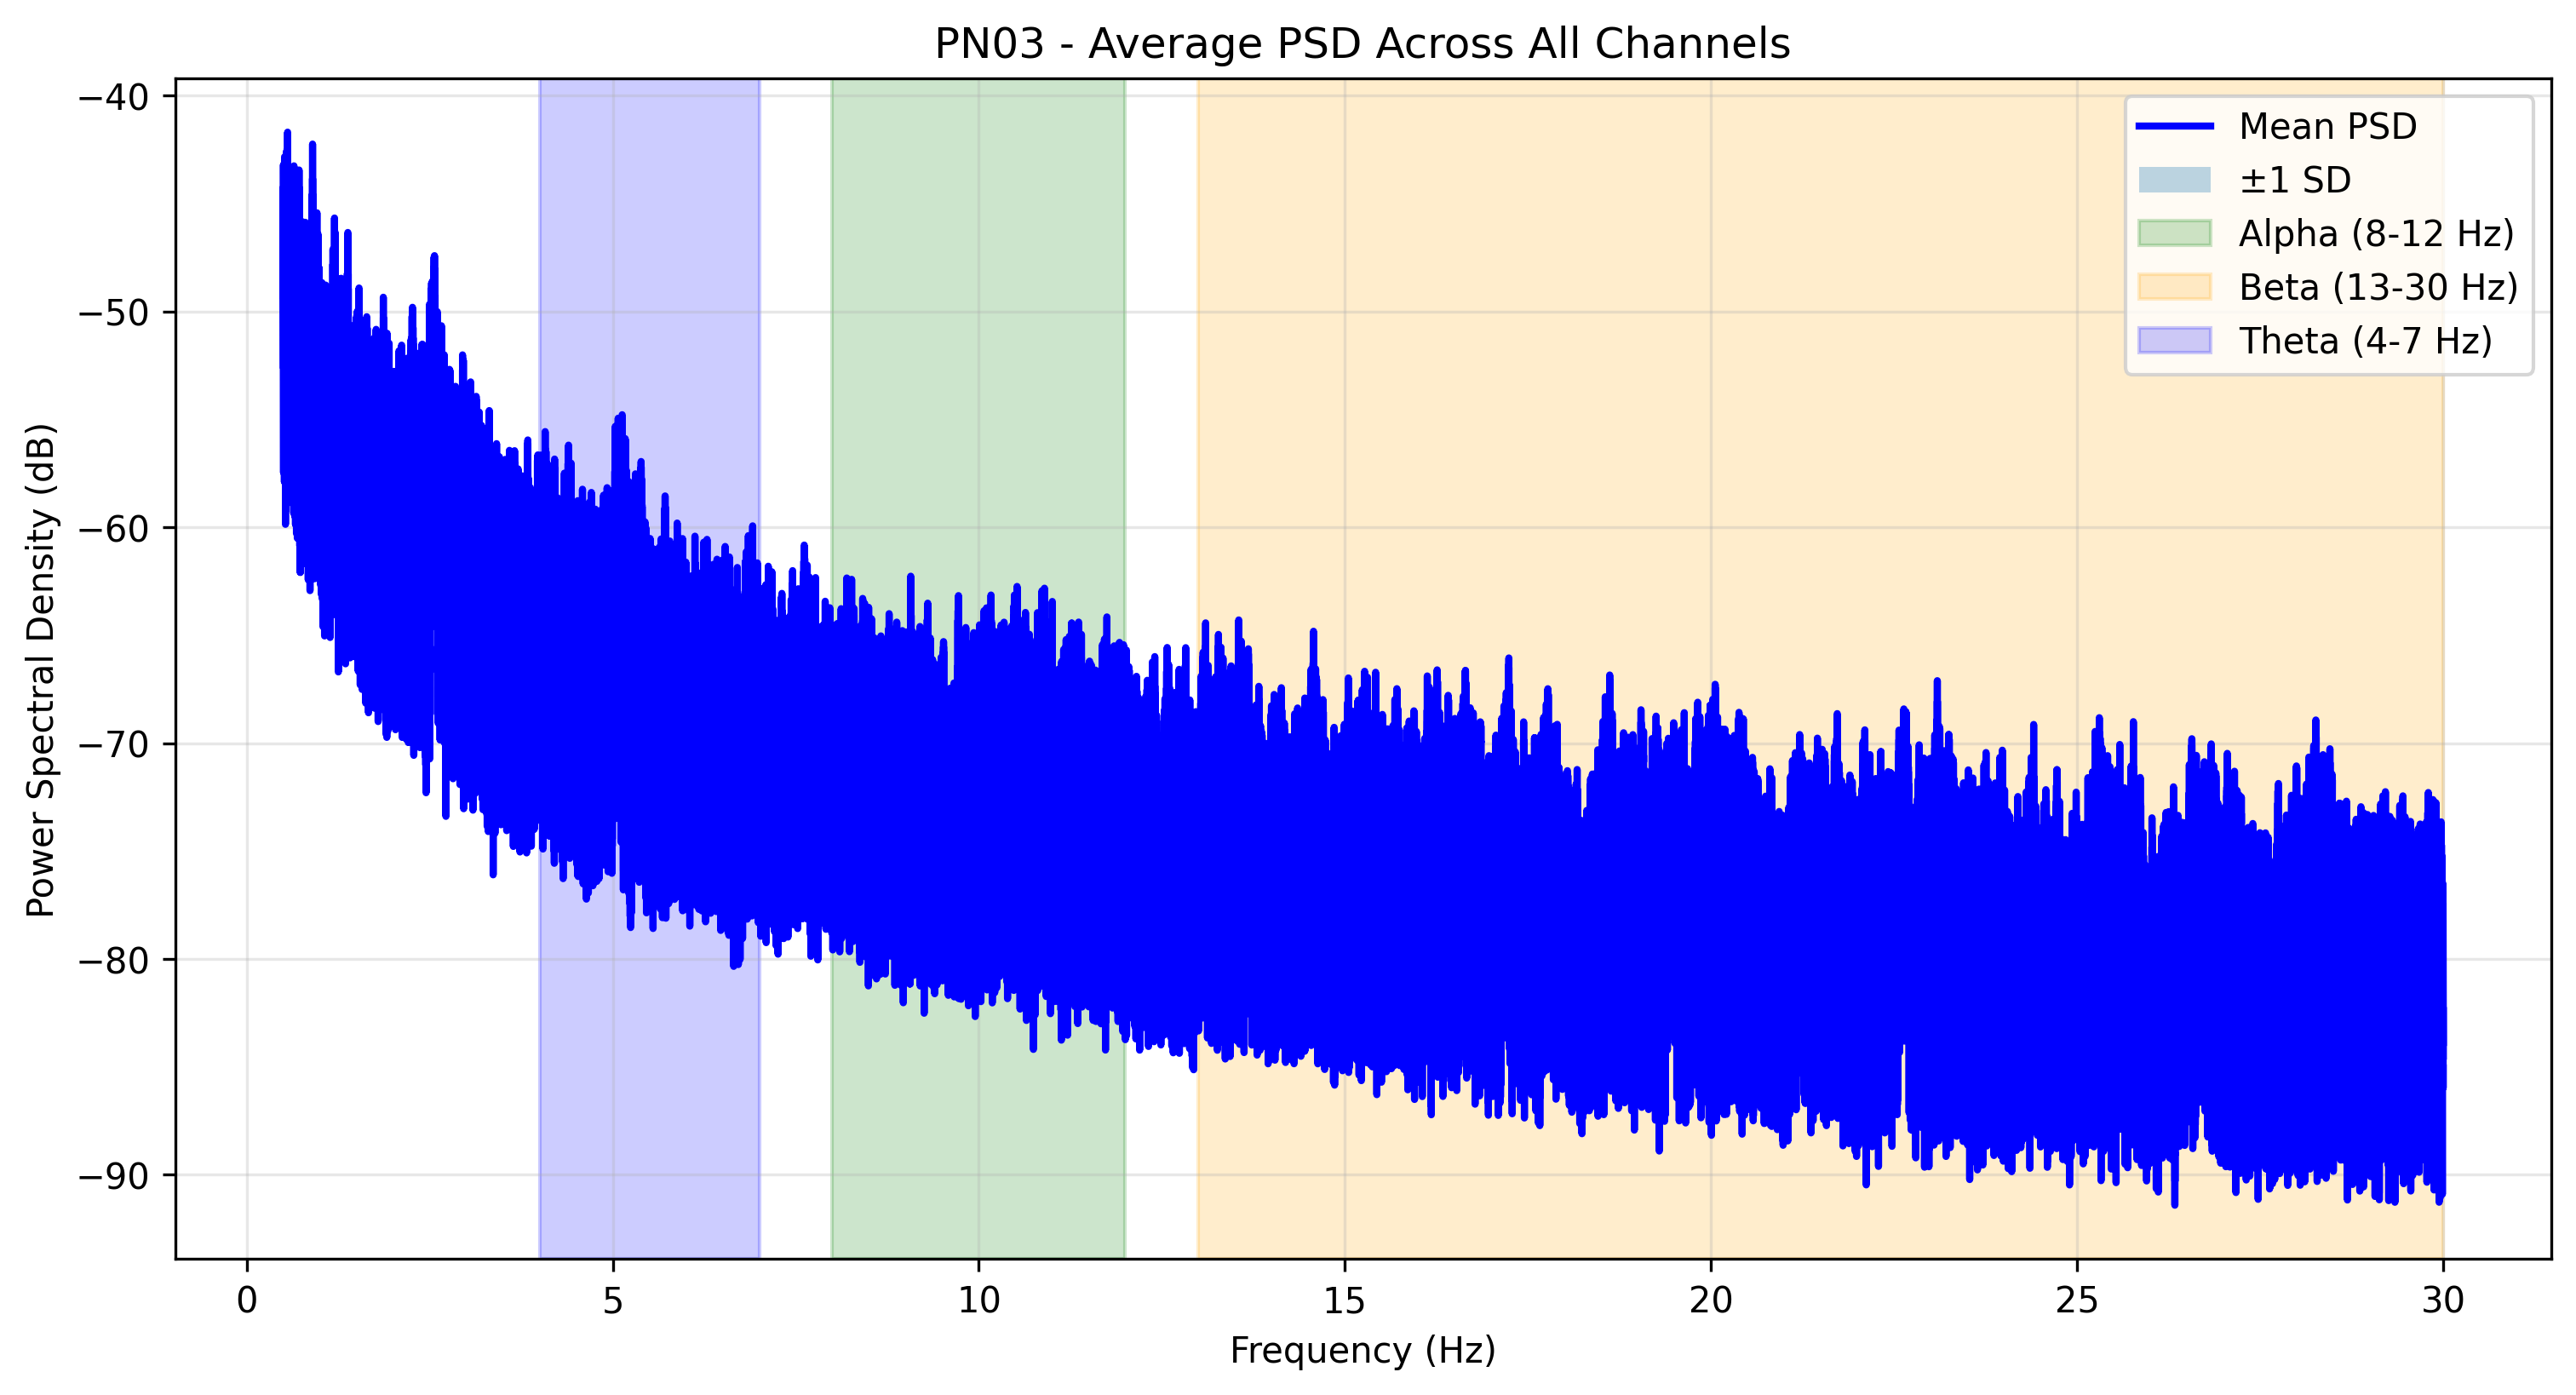 PN03 - Average PSD Across All Channels
Power Spectral Density (dB)
−40
−50
−60
−70
−80
−90
Mean PSD
±1 SD
Alpha (8-12 Hz)
Beta (13-30 Hz)
Theta (4-7 Hz)
0 5 10 15 20 25 30
Frequency (Hz)